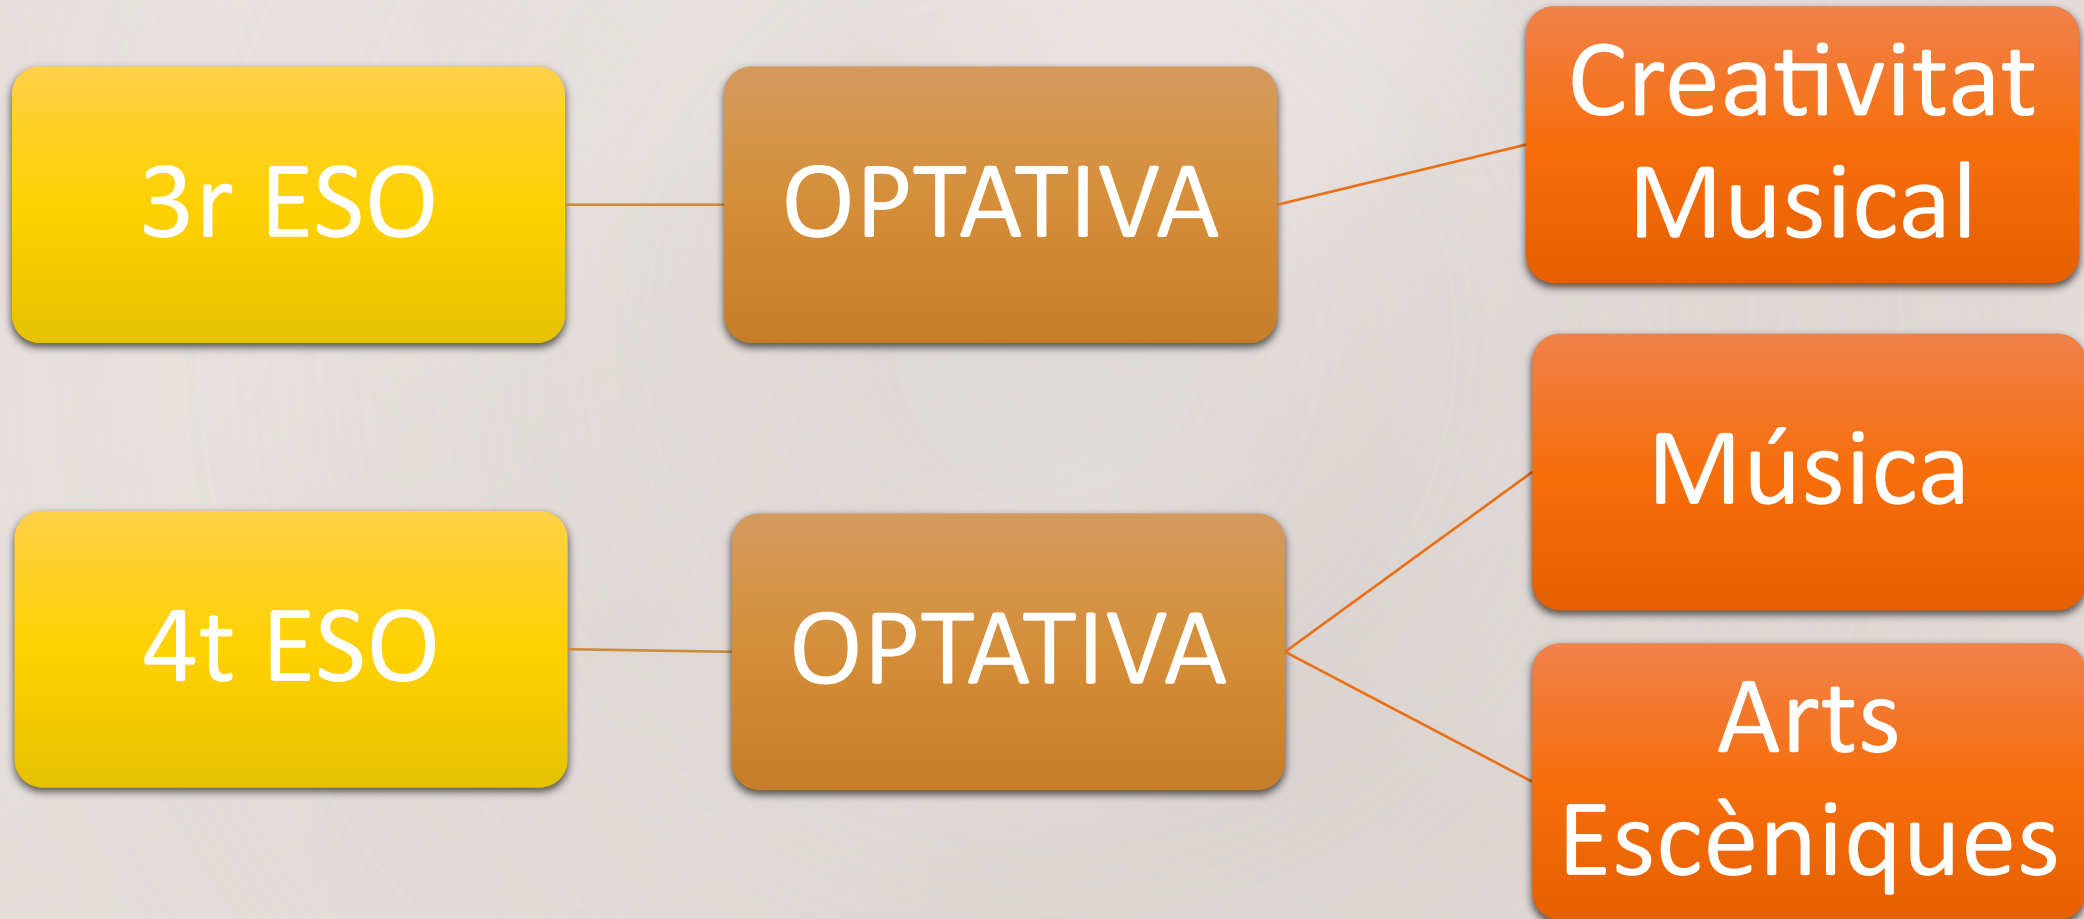 3r ESO
OPTATIVA
Creativitat
Musical
4t ESO
OPTATIVA
Música
Arts
Escèniques